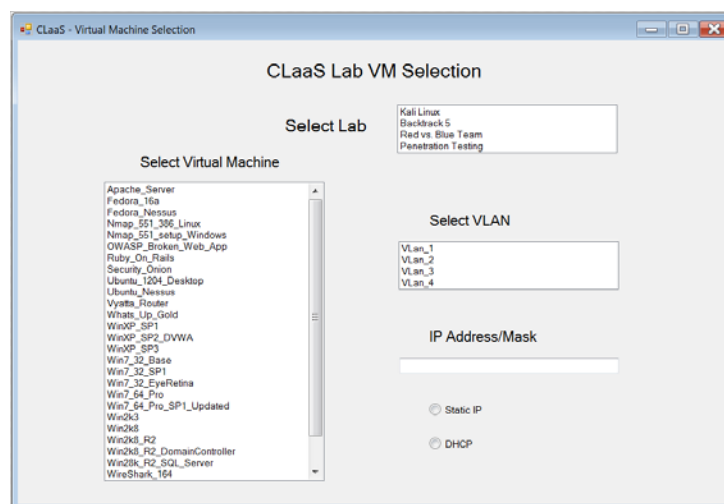 CLaaS - Virtual Machine Selection
CLaaS Lab VM Selection
Select Lab
Kali Linux
Backtrack 5
Red vs. Blue Team
Penetration Testing
Select Virtual Machine
Apache_Server
Fedora_16a
Fedora_Nessus
Nmap_551_386_Linux
Nmap_551_setup_Windows
OWASP_Broken_Web_App
Ruby_On_Rails
Security_Onion
Ubuntu_1204_Desktop
Ubuntu_Nessus
Vyatta_Router
Whats_Up_Gold
WinXP_SP1
WinXP_SP2_DVWA
WinXP_SP3
Win7_32_Base
Win7_32_SP1
Win7_32_EyeRetina
Win7_64_Pro
Win7_64_Pro_SP1_Updated
Win2k3
Win2k8
Win2k8_R2
Win2k8_R2_DomainController
Win28k_R2_SQL_Server
WireShark_164
Select VLAN
VLan_1
VLan_2
VLan_3
VLan_4
IP Address/Mask
Static IP
DHCP